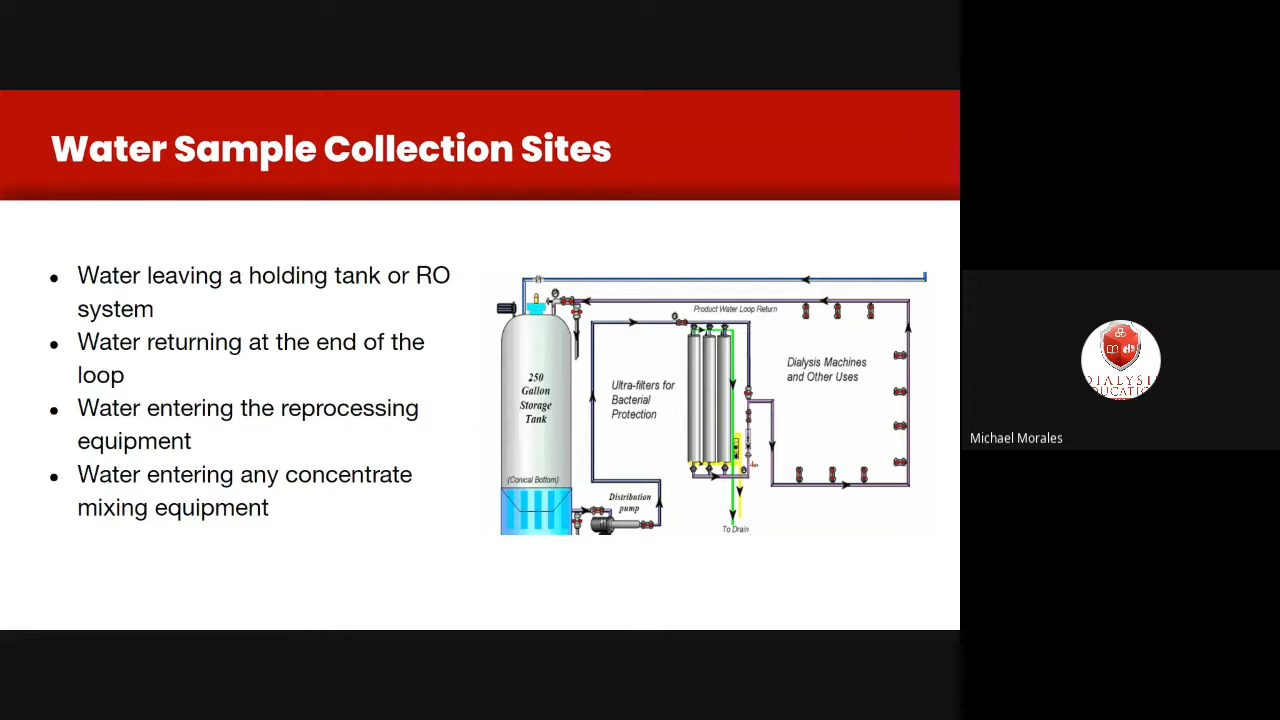 Water Sample Collection Sites
Water leaving a holding tank or RO
system
Water returning at the end of the
loop
Water entering the reprocessing
equipment
Water entering any concentrate
mixing equipment
250
Gallon
Storage
Tank
(Conical Bottom)
Product Water Loop Return
Ultra-filters for
Bacterial
Protection
Dialysis Machines
and Other Uses
Distribution
pump
To Drain
DIALYSIS
EDUCATION
Michael Morales